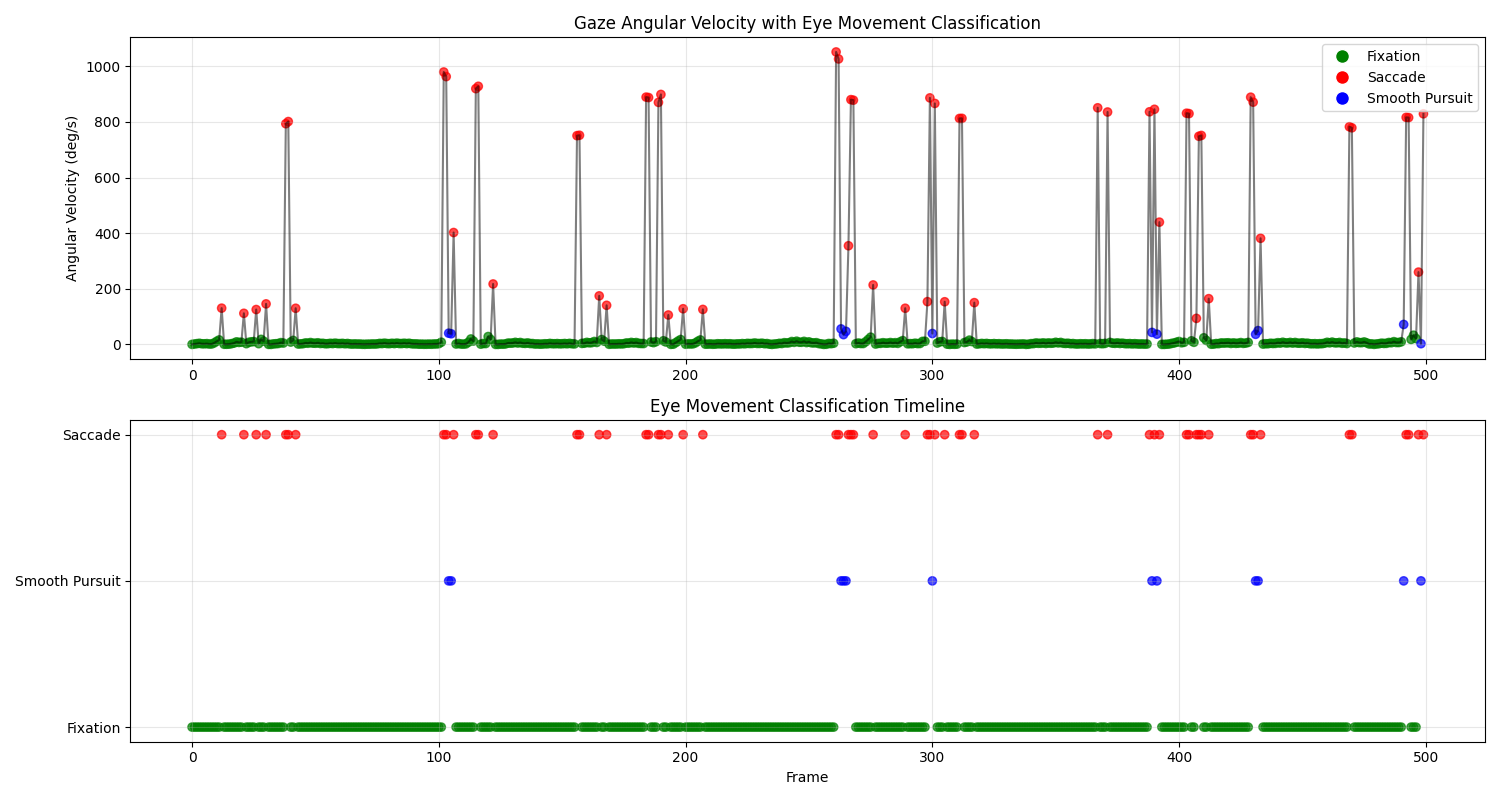 Gaze Angular Velocity with Eye Movement Classification
Angular Velocity (deg/s)
1000
800
600
400
200
0
Fixation
Saccade
Smooth Pursuit
0 100 200 300 400 500
Eye Movement Classification Timeline
Saccade
Smooth Pursuit
Fixation
0 100 200 300 400 500
Frame